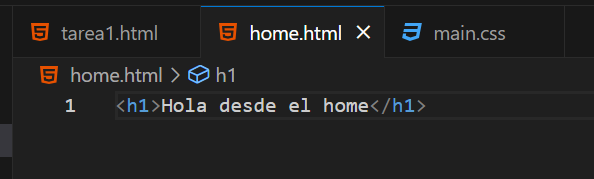 tarea1.html home.html × main.css
home.html > h1
1 <h1>Hola desde el home</h1>